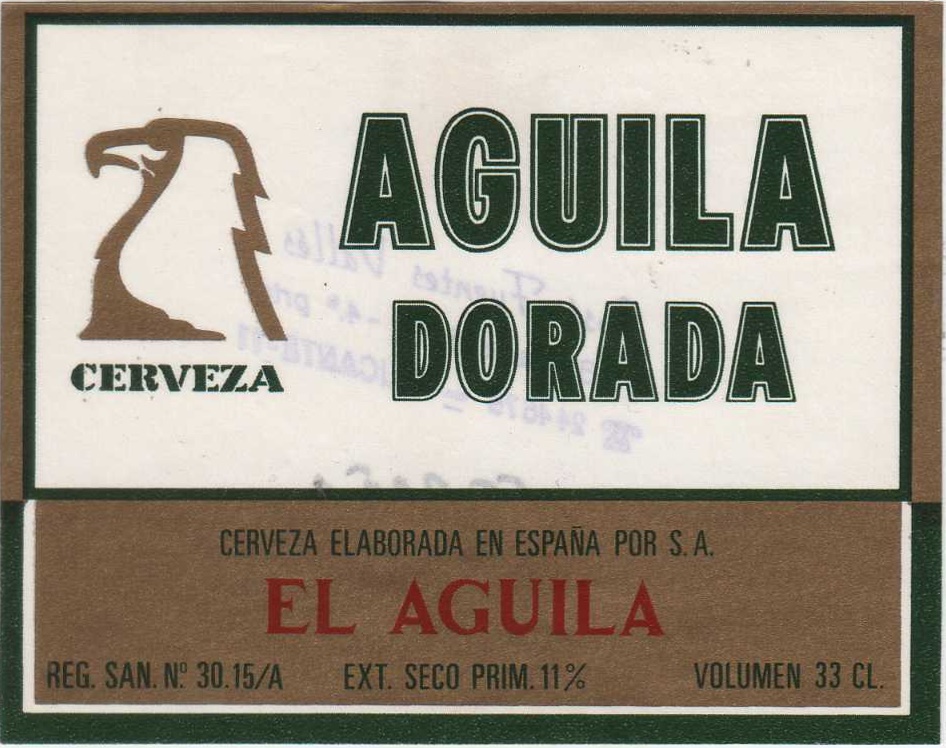 AGUILA
DORADA
CERVEZA
CERVEZA ELABORADA EN ESPAÑA POR S.A.
EL AGUILA
REG. SAN. Nº 30.15/A EXT. SECO PRIM. 11% VOLUMEN 33 CL.